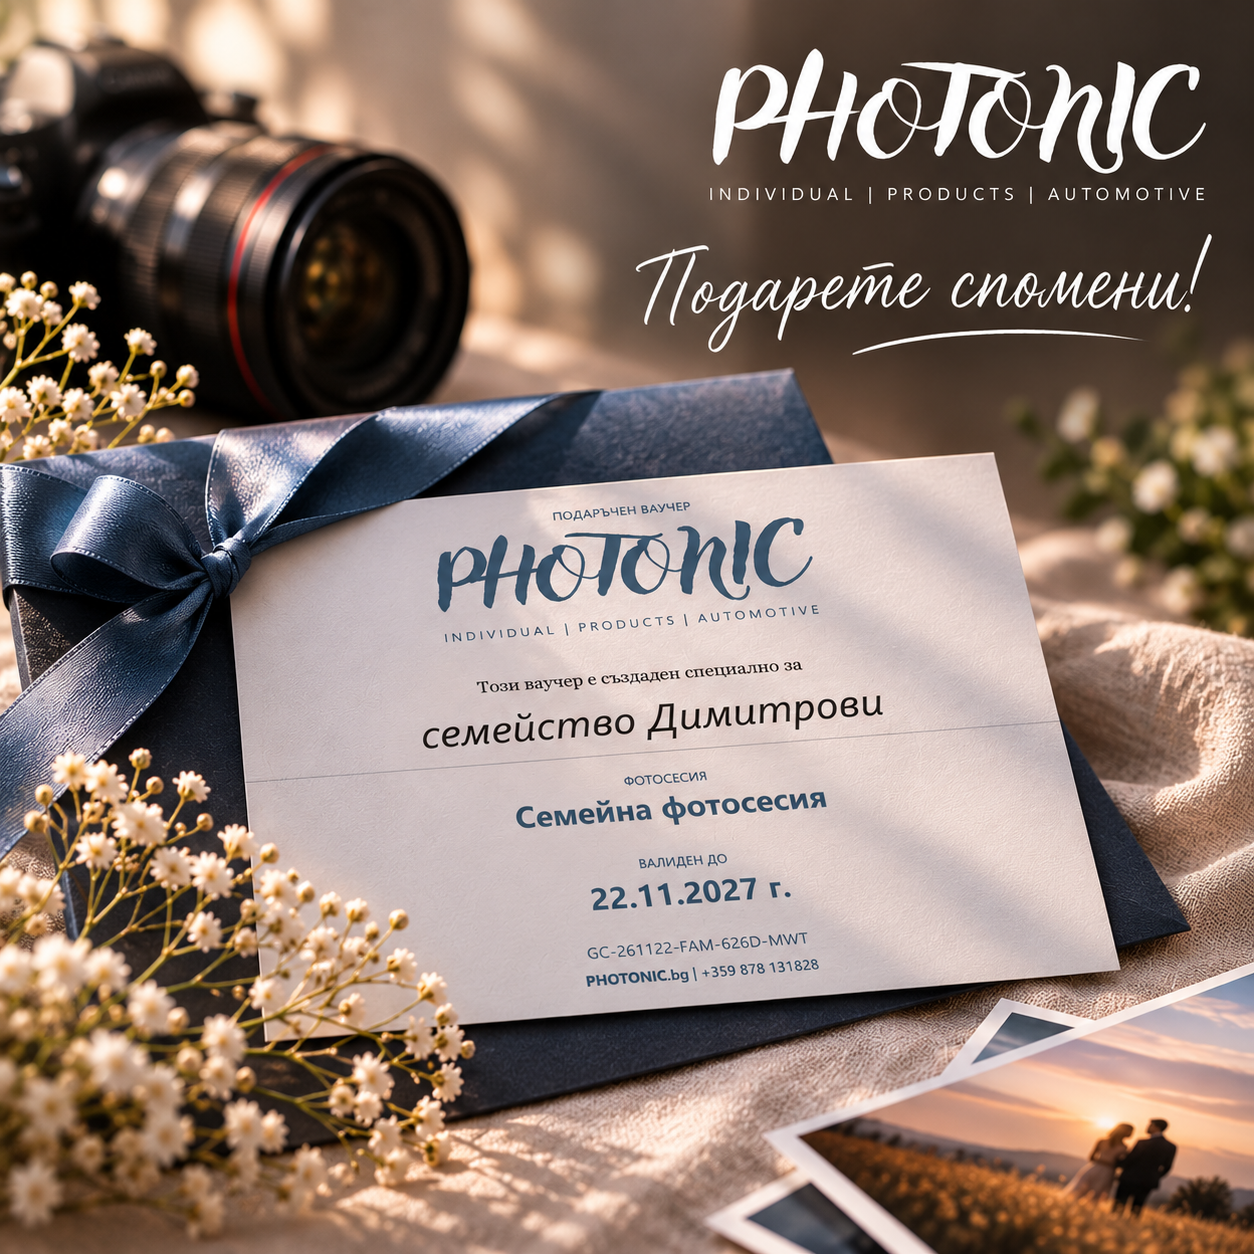 PHOTONIC
INDIVIDUAL | PRODUCTS | AUTOMOTIVE
Подарете спомени!
ПОДАРЪЧЕН ВАУЧЕР
PHOTONIC
INDIVIDUAL | PRODUCTS | AUTOMOTIVE
Този ваучер е създаден специално за
семейство Димитрови
ФОТОСЕСИЯ
Семейна фотосесия
ВАЛИДЕН ДО
22.11.2027 г.
GC-261122-FAM-626D-MWT
PHOTONIC.bg | +359 878 131828